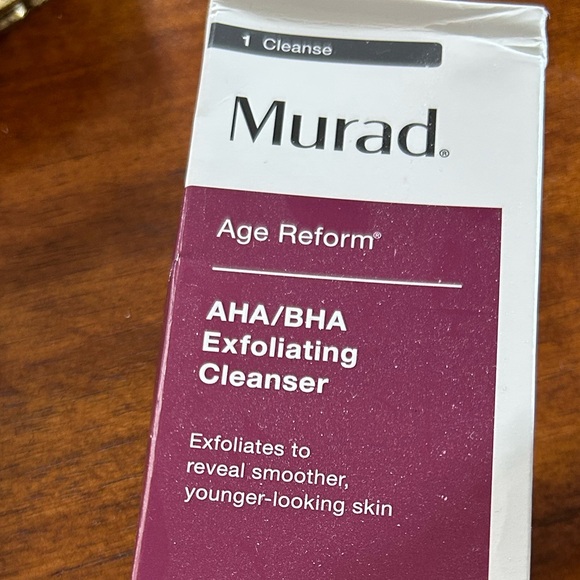 1 Cleanse
Murad®
Age Reform®
AHA/BHA
Exfoliating
Cleanser
Exfoliates to
reveal smoother,
younger-looking skin